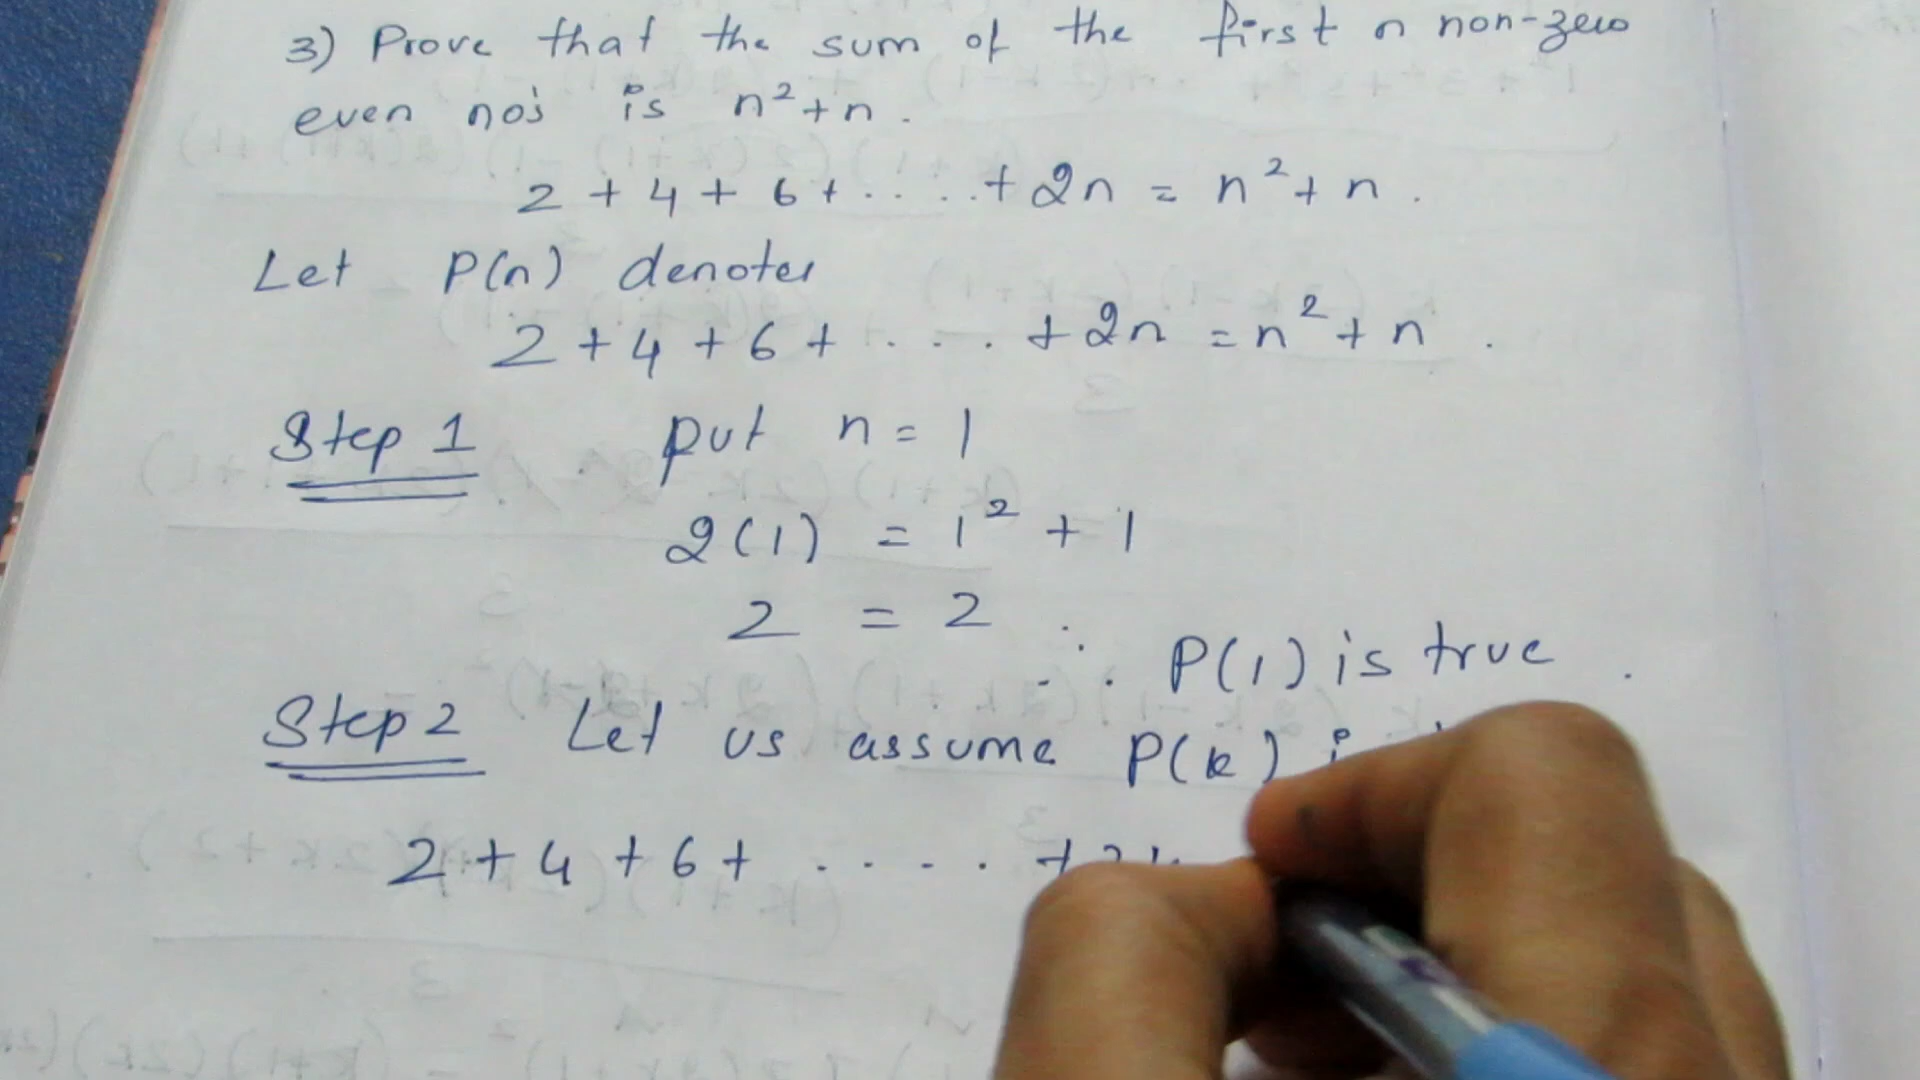 3) Prove that the sum of the first n non-zero
even no's is n² + n.
2 + 4 + 6 + . . . . . + 2n = n² + n .
Let P(n) denotes
2 + 4 + 6 + . . . . + 2n = n² + n .
Step 1 put n = 1
2(1) = 1² + 1
2 = 2 ∴ P(1) is true .
Step 2 Let us assume P(k) i
2 + 4 + 6 + . . . . + 2k